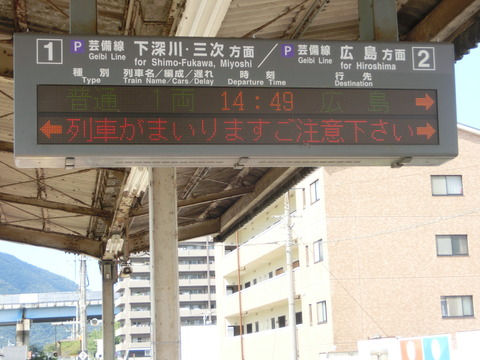 1 P 芸備線 下深川・三次 方面 P 芸備線 広島 方面 2
Geibi Line for Shimo-Fukawa, Miyoshi Geibi Line for Hiroshima
種別 列車名/編成/遅れ 時刻 行先
Type Train Name/Cars/Delay Departure Time Destination
普通 1両 14:49 広島 →
← 列車がまいりますご注意下さい →